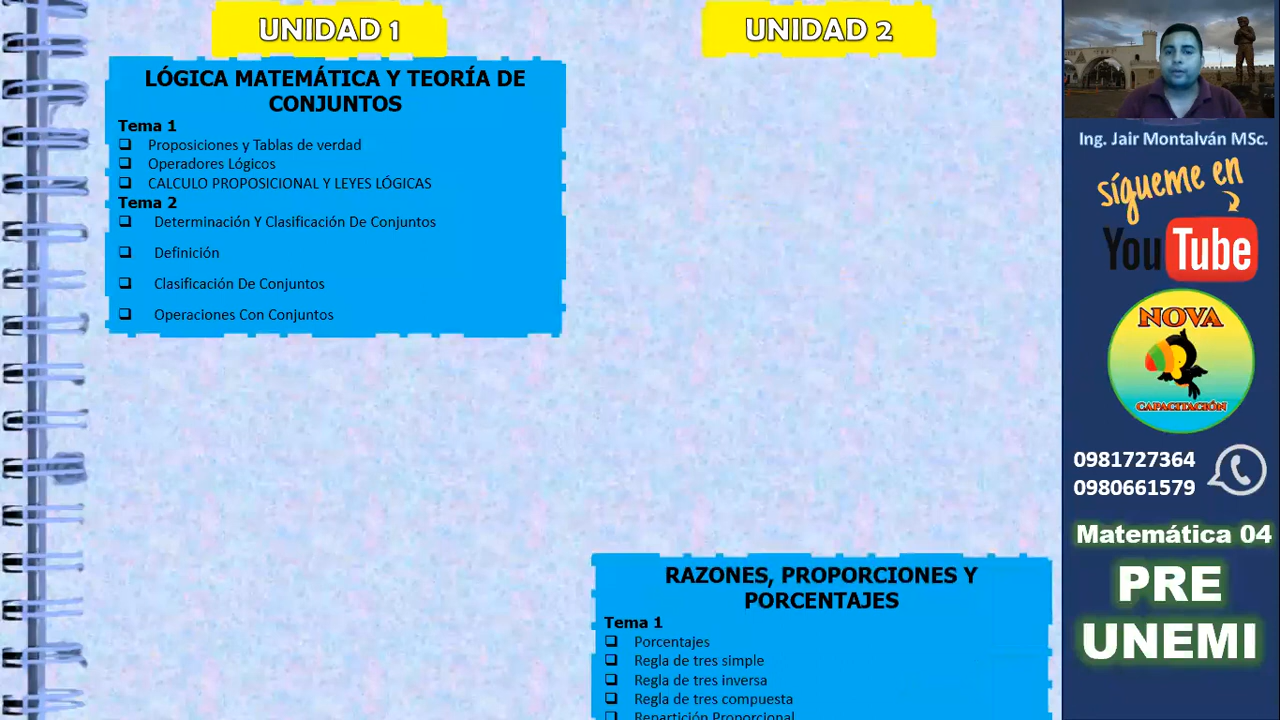 UNIDAD 1
LÓGICA MATEMÁTICA Y TEORÍA DE
CONJUNTOS
Tema 1
Proposiciones y Tablas de verdad
Operadores Lógicos
CALCULO PROPOSICIONAL Y LEYES LÓGICAS
Tema 2
Determinación Y Clasificación De Conjuntos
Definición
Clasificación De Conjuntos
Operaciones Con Conjuntos
UNIDAD 2
RAZONES, PROPORCIONES Y
PORCENTAJES
Tema 1
Porcentajes
Regla de tres simple
Regla de tres inversa
Regla de tres compuesta
Repartición Proporcional
Ing. Jair Montalván MSc.
sígueme en
YouTube
NOVA
CAPACITACIÓN
0981727364
0980661579
Matemática 04
PRE
UNEMI